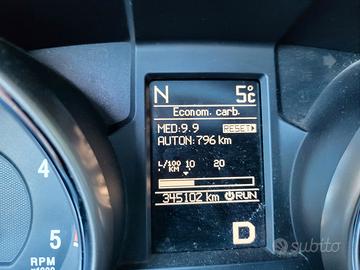 N 5°C
Econom. carb.
MED:9.9 RESET
AUTON:796 km
L/100 KM 10 20
345102 km RUN
D
4
5
RPM
x1000
subito